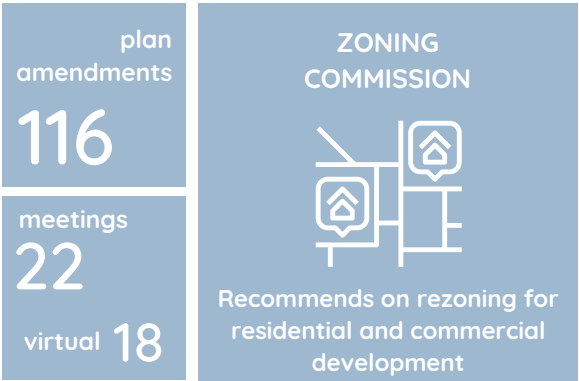 plan
amendments
116
meetings
22
virtual 18
ZONING
COMMISSION
Recommends on rezoning for
residential and commercial
development